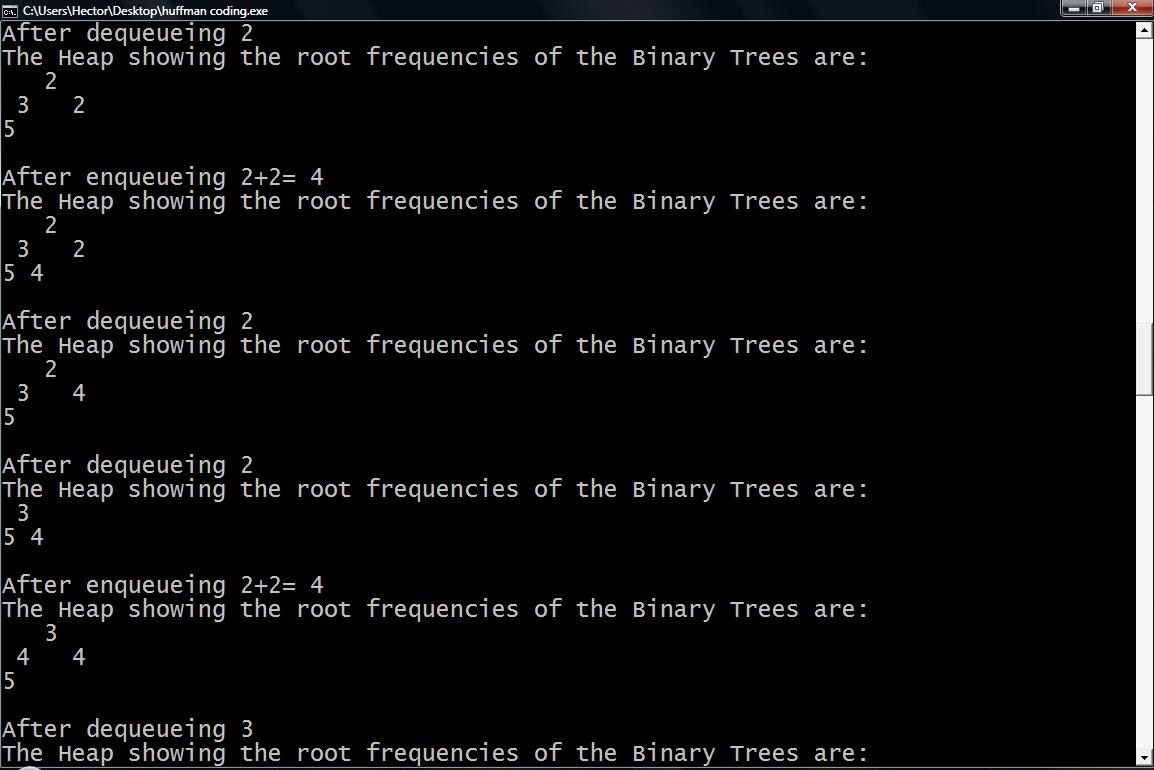 C:\Users\Hector\Desktop\huffman coding.exe
After dequeueing 2
The Heap showing the root frequencies of the Binary Trees are:
   2
 3   2
5

After enqueueing 2+2= 4
The Heap showing the root frequencies of the Binary Trees are:
   2
 3   2
5 4

After dequeueing 2
The Heap showing the root frequencies of the Binary Trees are:
   2
 3   4
5

After dequeueing 2
The Heap showing the root frequencies of the Binary Trees are:
 3
5 4

After enqueueing 2+2= 4
The Heap showing the root frequencies of the Binary Trees are:
   3
 4   4
5

After dequeueing 3
The Heap showing the root frequencies of the Binary Trees are: